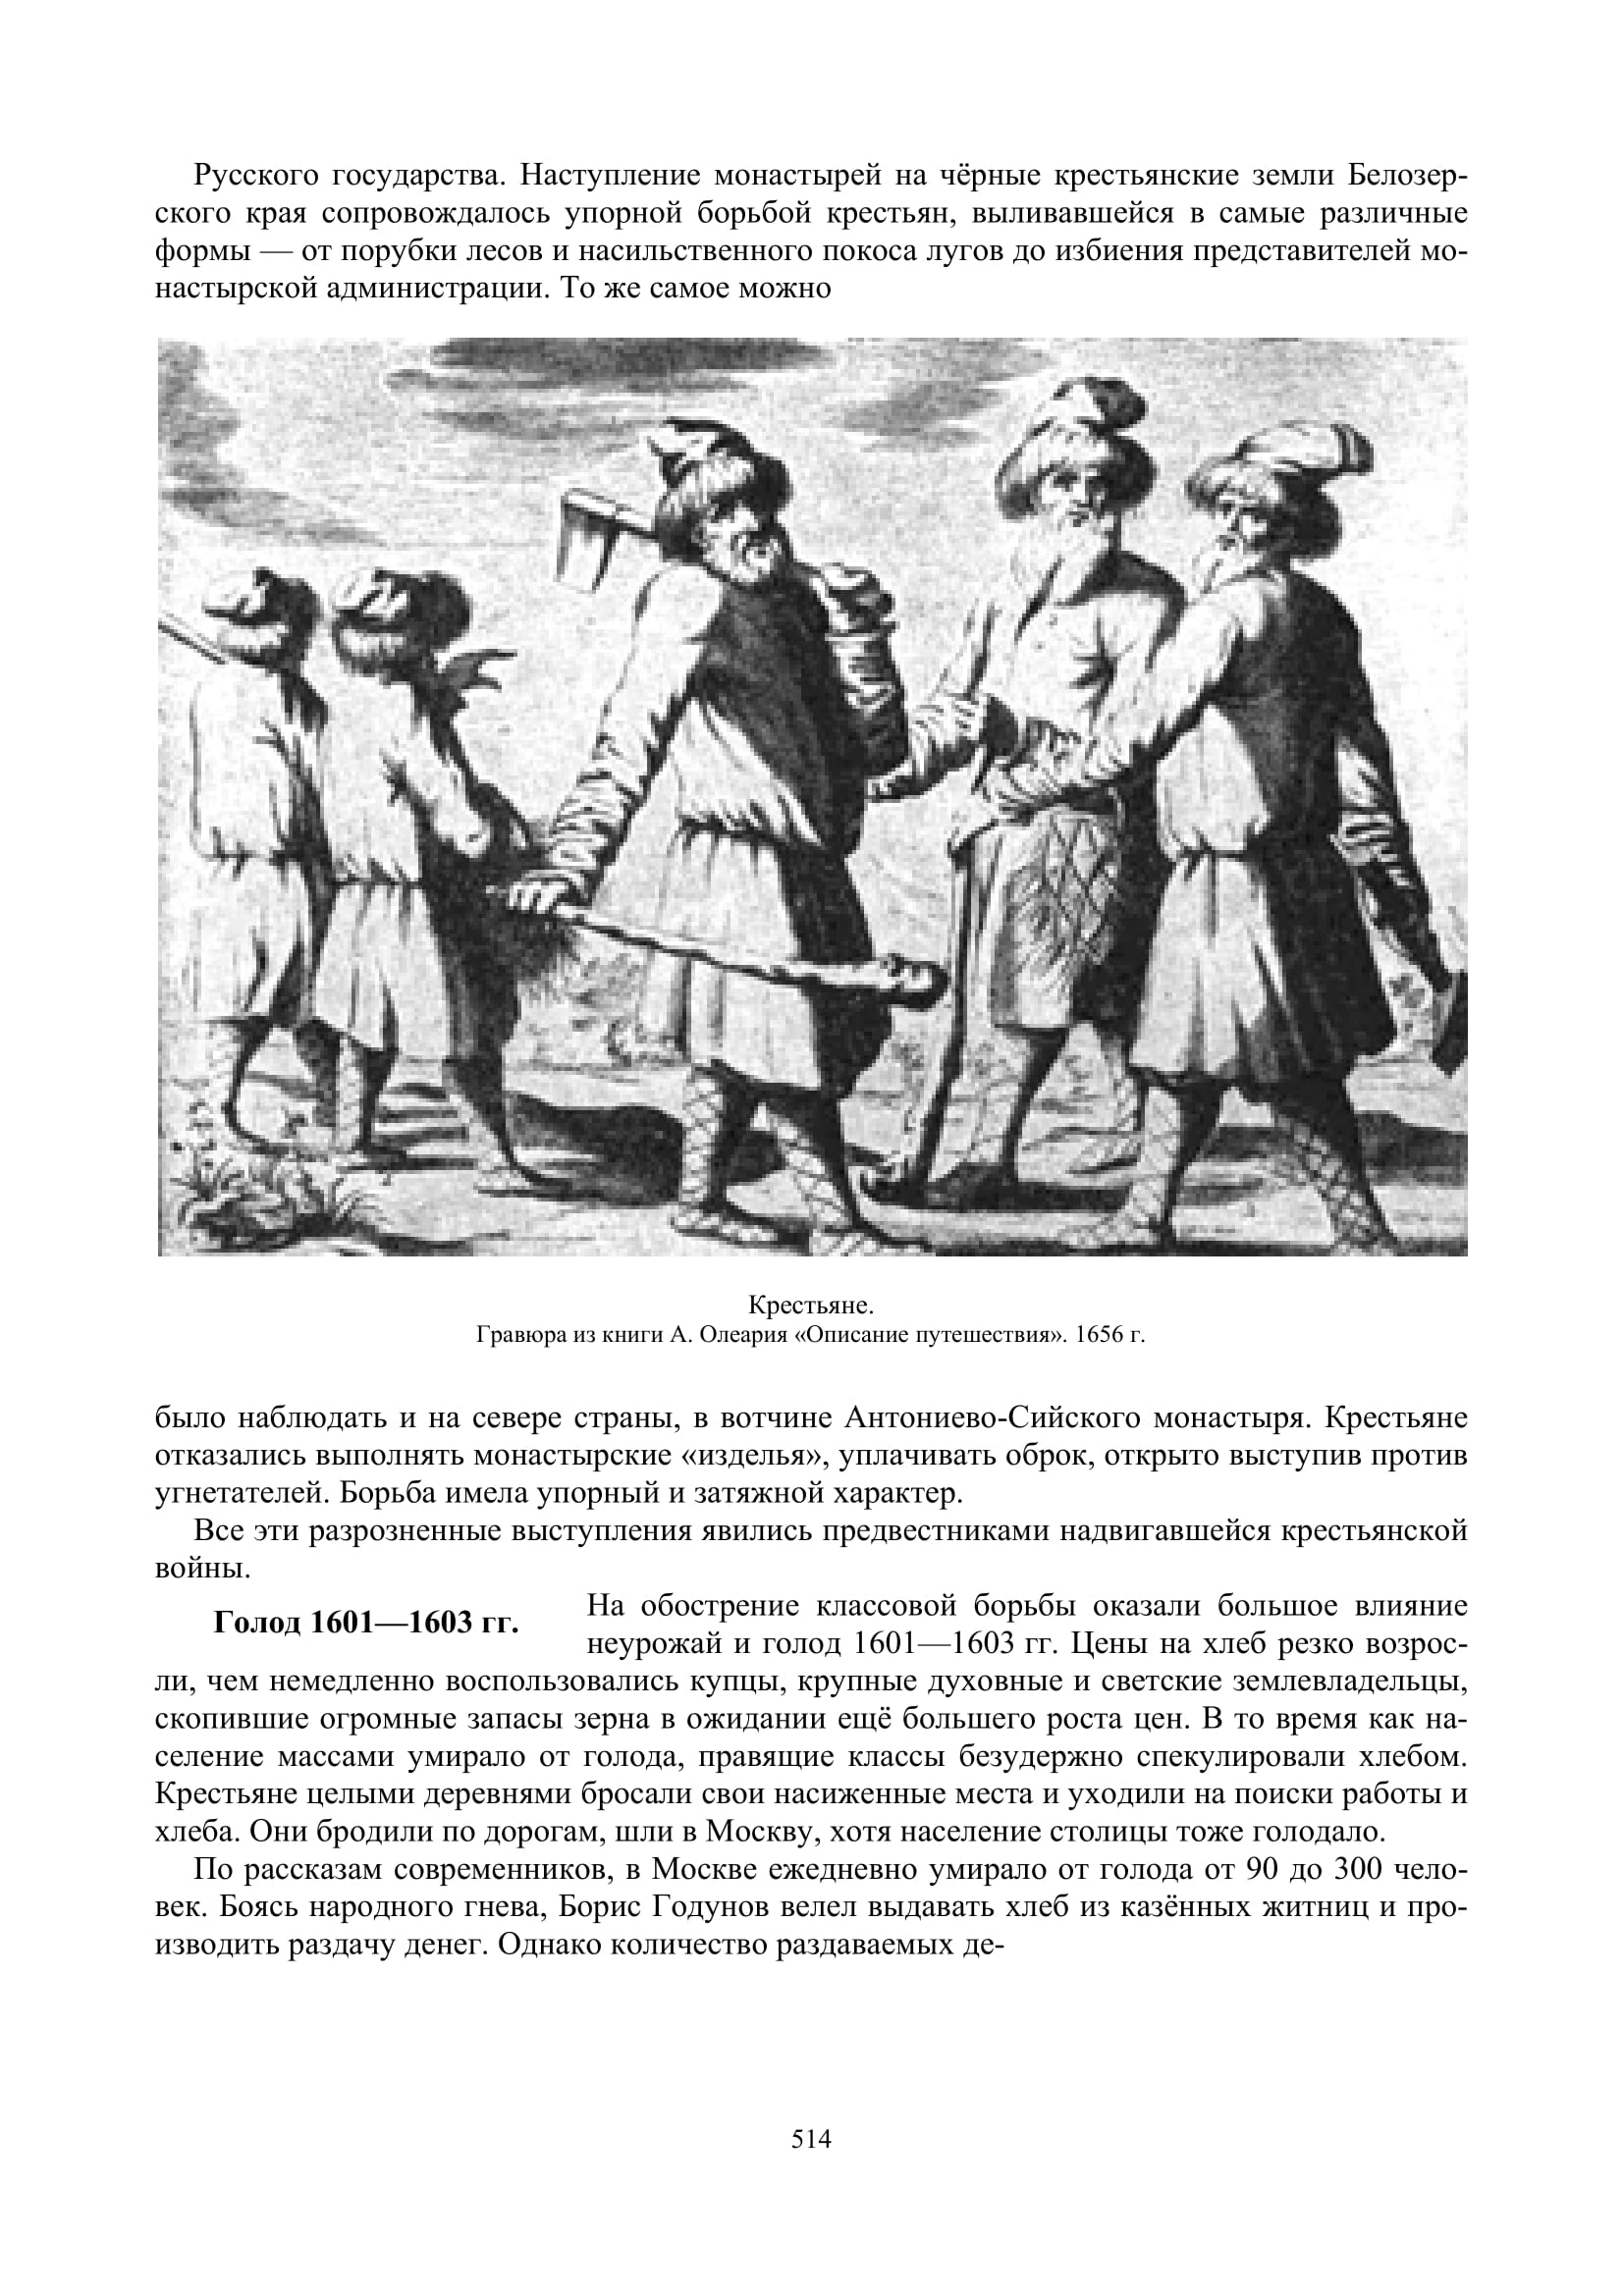 Русского государства. Наступление монастырей на чёрные крестьянские земли Белозер-
ского края сопровождалось упорной борьбой крестьян, выливавшейся в самые различные
формы — от порубки лесов и насильственного покоса лугов до избиения представителей мо-
настырской администрации. То же самое можно
Крестьяне.
Гравюра из книги А. Олеария «Описание путешествия». 1656 г.
было наблюдать и на севере страны, в вотчине Антониево-Сийского монастыря. Крестьяне
отказались выполнять монастырские «изделья», уплачивать оброк, открыто выступив против
угнетателей. Борьба имела упорный и затяжной характер.
Все эти разрозненные выступления явились предвестниками надвигавшейся крестьянской
войны.
Голод 1601—1603 гг.
На обострение классовой борьбы оказали большое влияние
неурожай и голод 1601—1603 гг. Цены на хлеб резко возрос-
ли, чем немедленно воспользовались купцы, крупные духовные и светские землевладельцы,
скопившие огромные запасы зерна в ожидании ещё большего роста цен. В то время как на-
селение массами умирало от голода, правящие классы безудержно спекулировали хлебом.
Крестьяне целыми деревнями бросали свои насиженные места и уходили на поиски работы и
хлеба. Они бродили по дорогам, шли в Москву, хотя население столицы тоже голодало.
По рассказам современников, в Москве ежедневно умирало от голода от 90 до 300 чело-
век. Боясь народного гнева, Борис Годунов велел выдавать хлеб из казённых житниц и про-
изводить раздачу денег. Однако количество раздаваемых де-
514